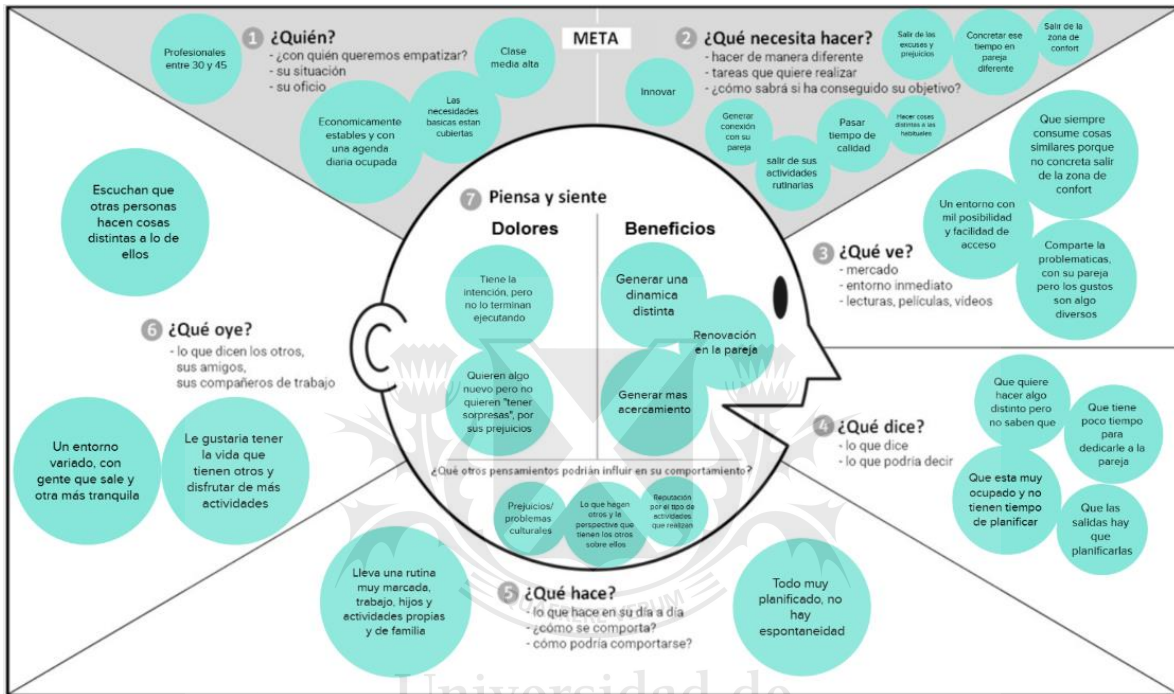 META
1 ¿Quién?
- ¿con quién queremos empatizar?
- su situación
- su oficio
Profesionales
entre 30 y 45
Clase
media alta
Las
necesidades
basicas estan
cubiertas
Economicamente
estables y con
una agenda
diaria ocupada
2 ¿Qué necesita hacer?
- hacer de manera diferente
- tareas que quiere realizar
- ¿cómo sabrá si ha conseguido su objetivo?
Salir de las
excusas y
prejuicios
Concretar ese
tiempo en
pareja
diferente
Salir de la
zona de
confort
Innovar
Generar
conexión con
su pareja
salir de sus
actividades
rutinarias
Pasar
tiempo de
calidad
Hacer cosas
distintas a las
habituales
3 ¿Qué ve?
- mercado
- entorno inmediato
- lecturas, películas, vídeos
Que siempre
consume cosas
similares porque
no concreta salir
de la zona de
confort
Un entorno con
mil posibilidad
y facilidad de
acceso
Comparte la
problematicas,
con su pareja
pero los gustos
son algo
diversos
4 ¿Qué dice?
- lo que dice
- lo que podría decir
Que quiere
hacer algo
distinto pero
no saben que
Que tiene
poco tiempo
para
dedicarle a la
pareja
Que esta muy
ocupado y no
tienen tiempo
de planificar
Que las
salidas hay
que
planificarlas
5 ¿Qué hace?
- lo que hace en su día a día
- ¿cómo se comporta?
- cómo podría comportarse?
Lleva una rutina
muy marcada,
trabajo, hijos y
actividades propias
y de familia
Todo muy
planificado, no
hay
espontaneidad
6 ¿Qué oye?
- lo que dicen los otros,
sus amigos,
sus compañeros de trabajo
Escuchan que
otras personas
hacen cosas
distintas a lo de
ellos
Un entorno
variado, con
gente que sale y
otra más tranquila
Le gustaria tener
la vida que
tienen otros y
disfrutar de más
actividades
7 Piensa y siente
Dolores
Tiene la
intención, pero
no lo terminan
ejecutando
Quieren algo
nuevo pero no
quieren "tener
sorpresas", por
sus prejuicios
Beneficios
Generar una
dinamica
distinta
Renovación
en la pareja
Generar mas
acercamiento
¿Qué otros pensamientos podrían influir en su comportamiento?
Prejuicios/
problemas
culturales
Lo que hagan
otros y la
perspectiva que
tienen los otros
sobre ellos
Reputación
por el tipo de
actividades
que realizan
QUAERERE VERUM
Universidad de